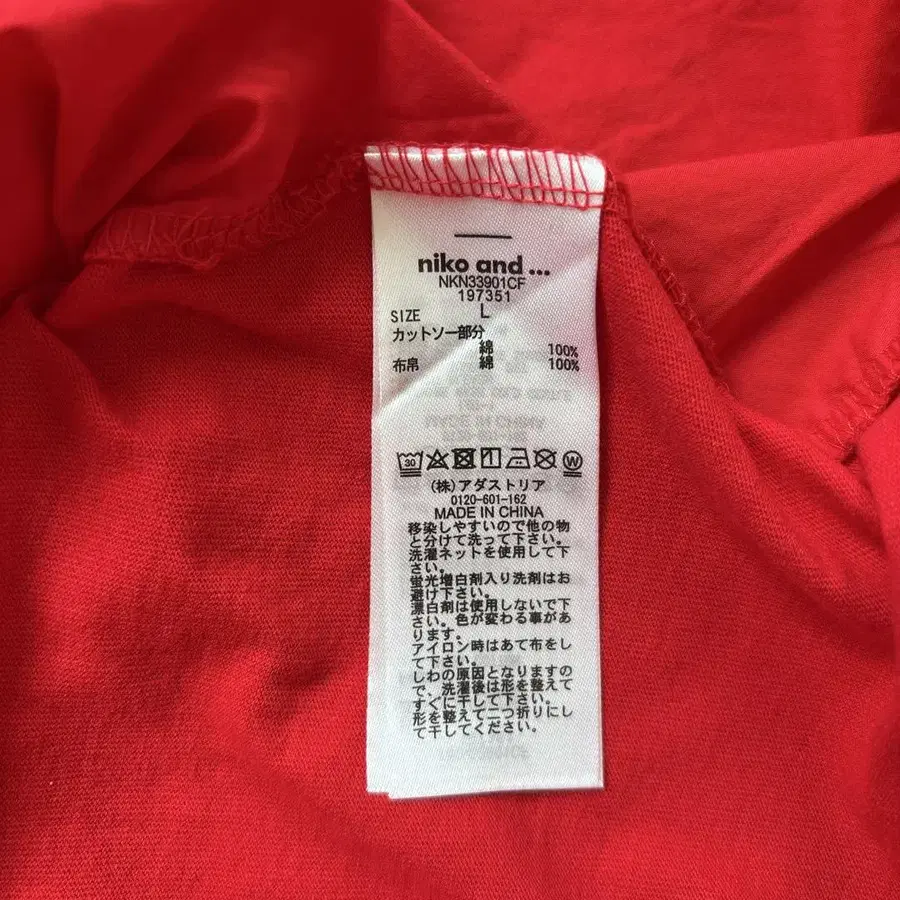 niko and ...
NKN33901CF
197351
SIZE L
カットソー部分
綿 100%
布帛 綿 100%
30 W
(株)アダストリア
0120-601-162
MADE IN CHINA
移染しやすいので他の物
と分けて洗って下さい。
洗濯ネットを使用して下
さい。
蛍光増白剤入り洗剤はお
避け下さい。
漂白剤は使用しないで下
さい。色が変わる事があ
ります。
アイロン時はあて布をし
て下さい。
しわの原因となりますの
で、洗濯後は形を整えて
すぐに干して下さい。
形を整えて二つ折りにし
て干してください。